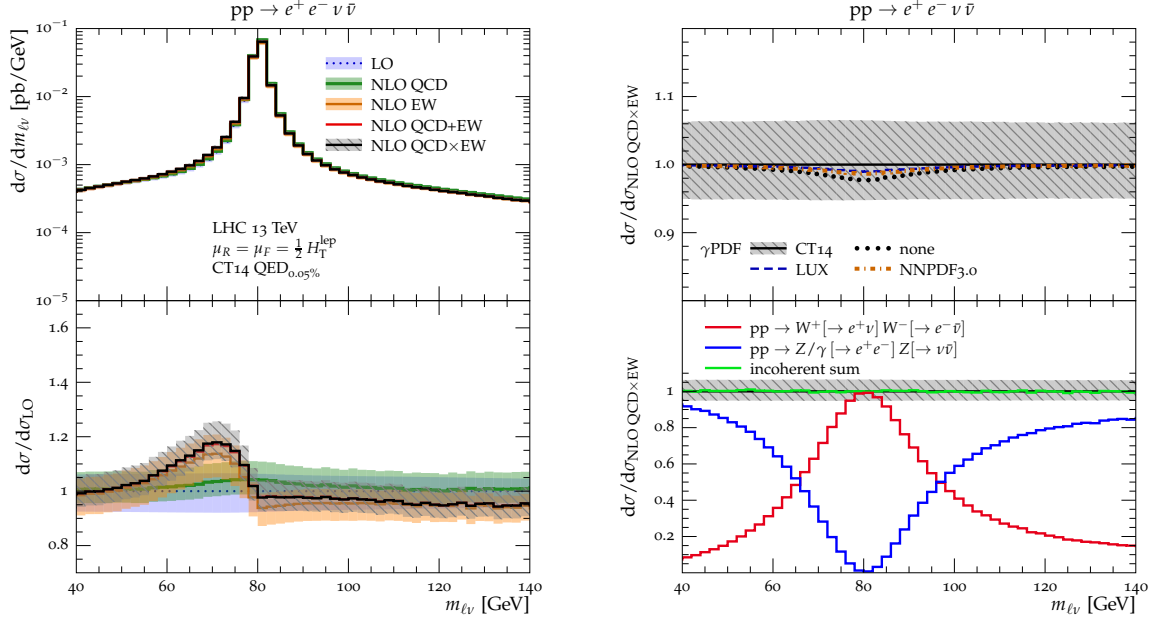 pp → e⁺ e⁻ ν ν̄
dσ/dm_ℓν [pb/GeV]
10⁻¹
10⁻²
10⁻³
10⁻⁴
10⁻⁵
LO
NLO QCD
NLO EW
NLO QCD+EW
NLO QCD×EW
LHC 13 TeV
μ_R = μ_F = ½ H_T^lep
CT14 QED_0.05%
dσ/dσ_LO
1.6
1.4
1.2
1
0.8
40 60 80 100 120 140
m_ℓν [GeV]
pp → e⁺ e⁻ ν ν̄
dσ/dσ_NLO QCD×EW
1.1
1.0
0.9
γPDF CT14 none
LUX NNPDF3.0
dσ/dσ_NLO QCD×EW
pp → W⁺[→ e⁺ν] W⁻[→ e⁻ν̄]
pp → Z/γ [→ e⁺e⁻] Z[→ νν̄]
incoherent sum
1
0.8
0.6
0.4
0.2
40 60 80 100 120 140
m_ℓν [GeV]